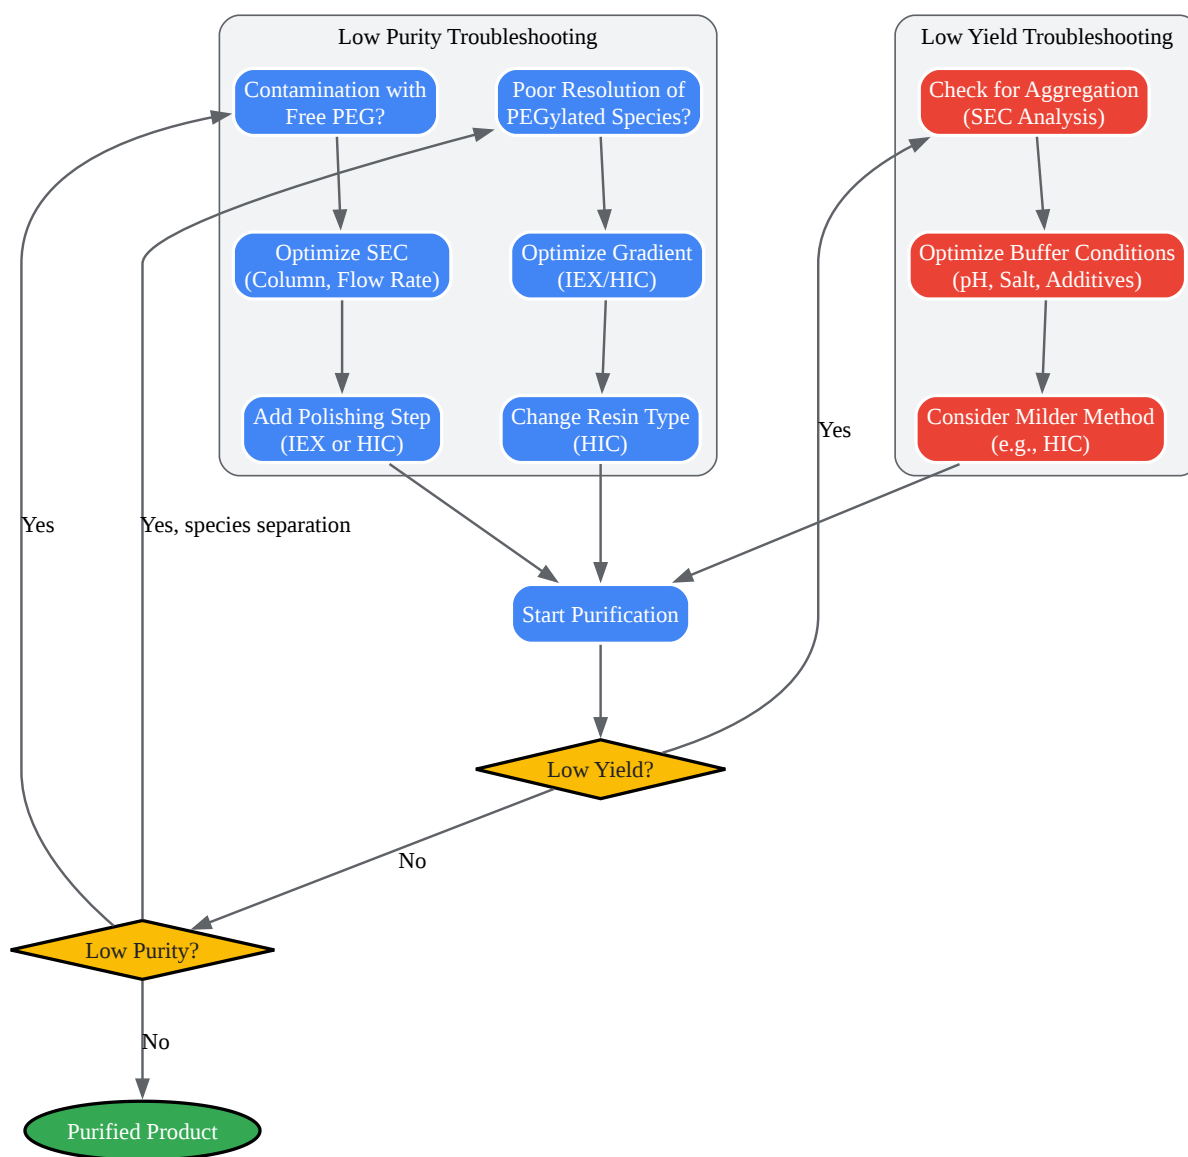 Low Purity Troubleshooting
Low Yield Troubleshooting
Contamination with
Free PEG?
Poor Resolution of
PEGylated Species?
Check for Aggregation
(SEC Analysis)
Optimize SEC
(Column, Flow Rate)
Optimize Gradient
(IEX/HIC)
Optimize Buffer Conditions
(pH, Salt, Additives)
Add Polishing Step
(IEX or HIC)
Change Resin Type
(HIC)
Consider Milder Method
(e.g., HIC)
Yes
Yes
Yes, species separation
Start Purification
Low Yield?
No
Low Purity?
No
Purified Product